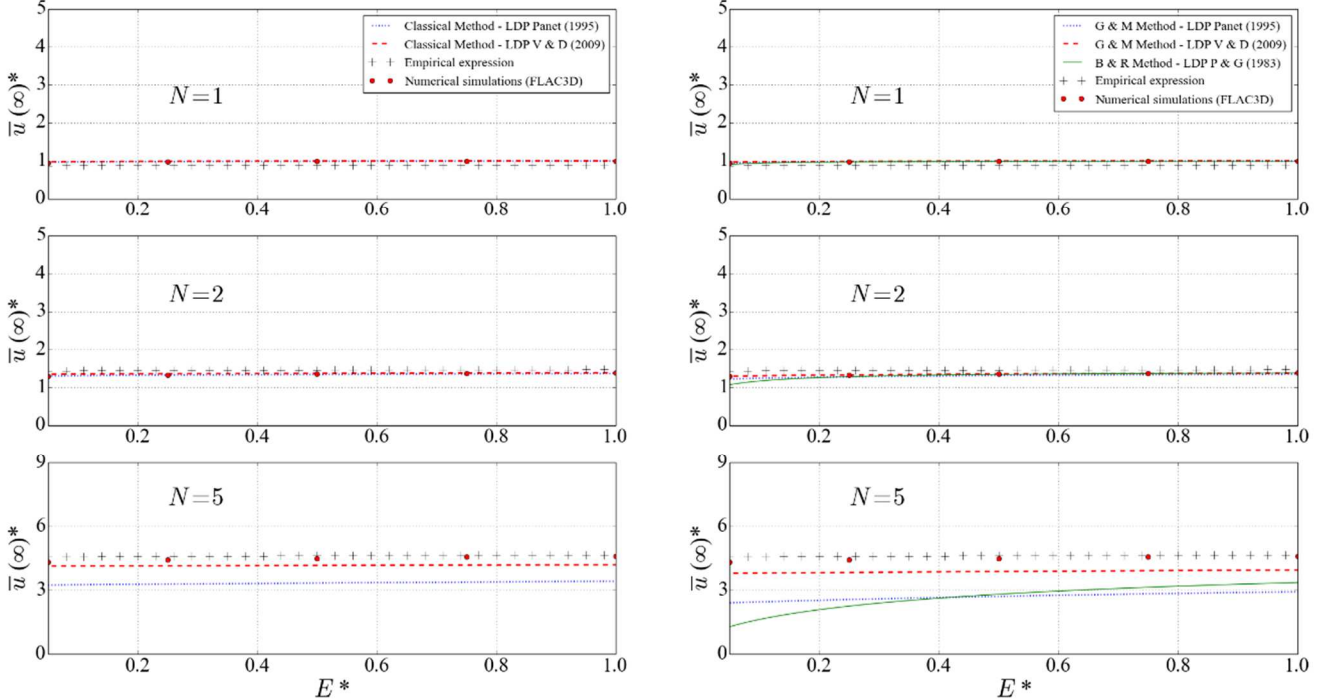 5
4
3
2
1
0
ū(∞)*
N=1
Classical Method - LDP Panet (1995)
Classical Method - LDP V & D (2009)
Empirical expression
Numerical simulations (FLAC3D)
0.2 0.4 0.6 0.8 1.0
5
4
3
2
1
0
ū(∞)*
N=1
G & M Method - LDP Panet (1995)
G & M Method - LDP V & D (2009)
B & R Method - LDP P & G (1983)
Empirical expression
Numerical simulations (FLAC3D)
0.2 0.4 0.6 0.8 1.0
5
4
3
2
1
0
ū(∞)*
N=2
0.2 0.4 0.6 0.8 1.0
5
4
3
2
1
0
ū(∞)*
N=2
0.2 0.4 0.6 0.8 1.0
9
6
3
0
ū(∞)*
N=5
0.2 0.4 0.6 0.8 1.0
E*
9
6
3
0
ū(∞)*
N=5
0.2 0.4 0.6 0.8 1.0
E*